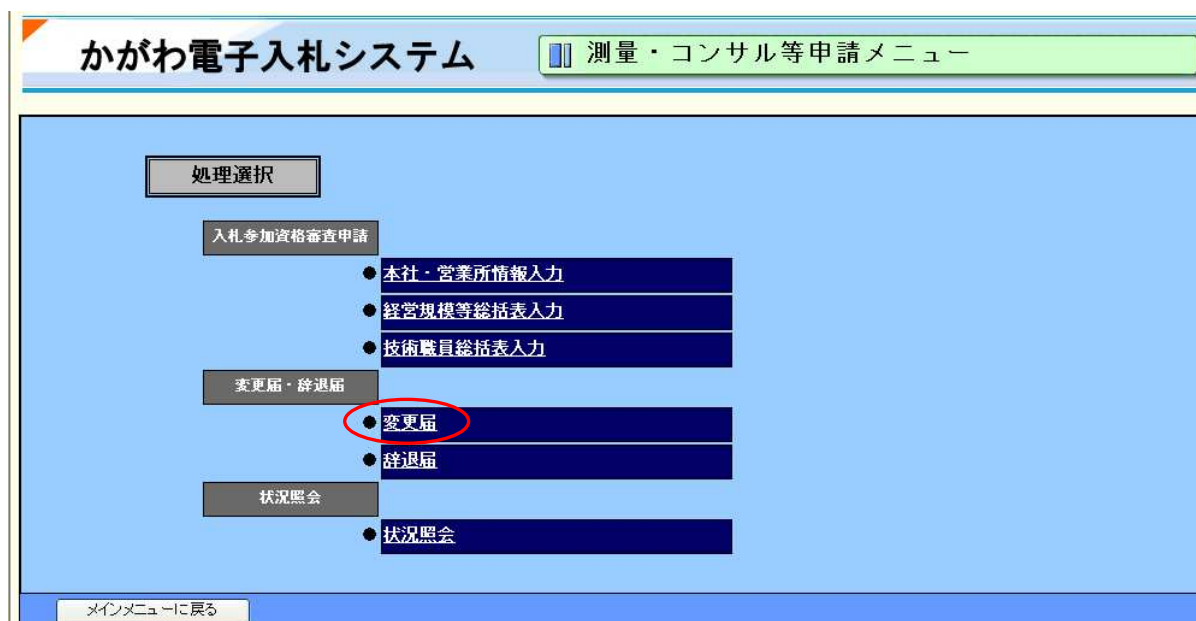 かがわ電子入札システム
測量・コンサル等申請メニュー
処理選択
入札参加資格審査申請
本社・営業所情報入力
経営規模等総括表入力
技術職員総括表入力
変更届・辞退届
変更届
辞退届
状況照会
状況照会
メインメニューに戻る